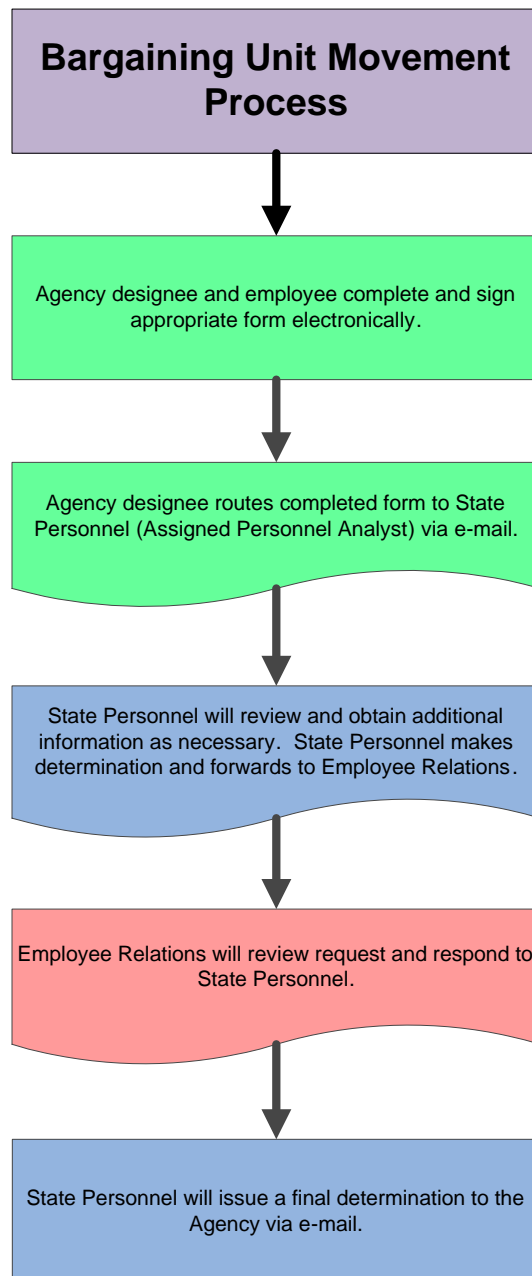 Bargaining Unit Movement
Process
Agency designee and employee complete and sign
appropriate form electronically.
Agency designee routes completed form to State
Personnel (Assigned Personnel Analyst) via e-mail.
State Personnel will review and obtain additional
information as necessary.  State Personnel makes
determination and forwards to Employee Relations.
Employee Relations will review request and respond to
State Personnel.
State Personnel will issue a final determination to the
Agency via e-mail.